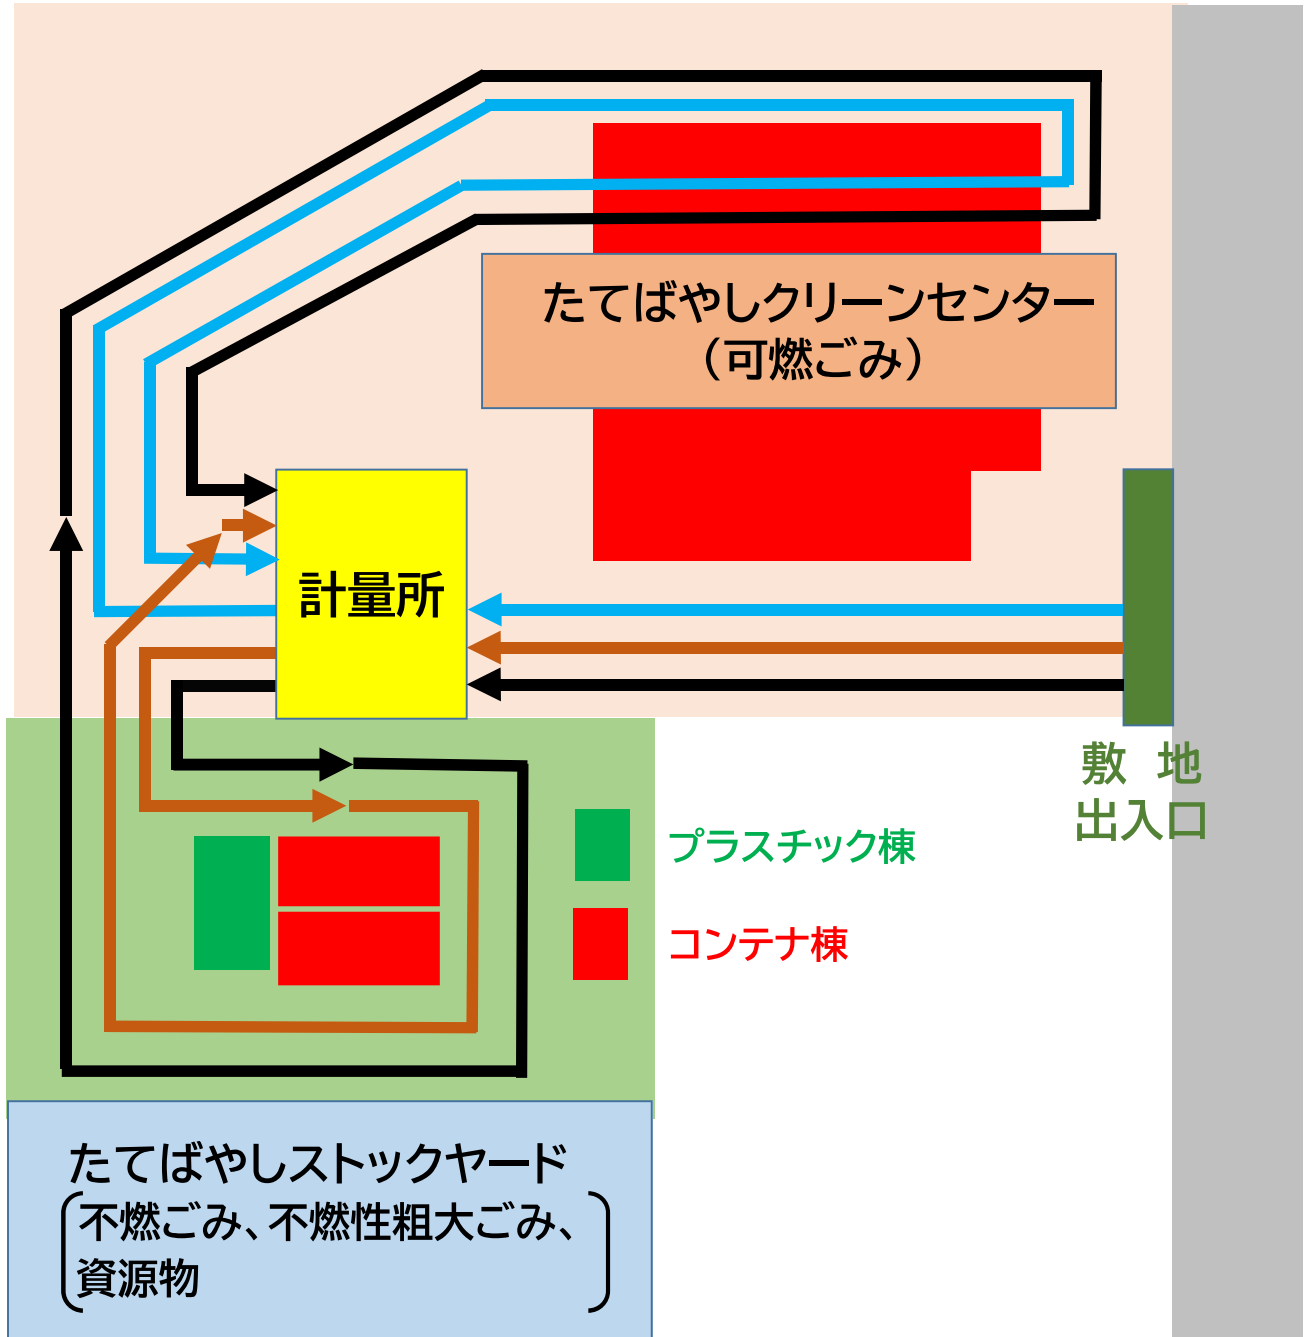 たてばやしクリーンセンター
（可燃ごみ）
計量所
敷 地
出入口
プラスチック棟
コンテナ棟
たてばやしストックヤード
不燃ごみ、不燃性粗大ごみ、
資源物